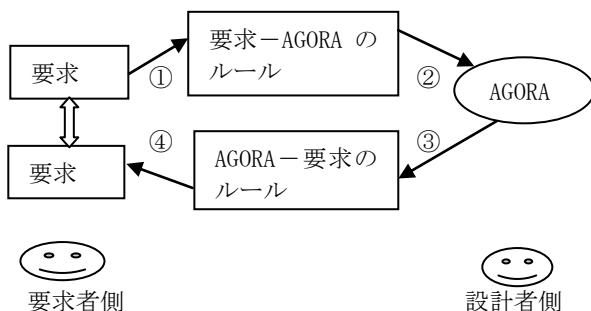 要求
①
要求－AGORA の
ルール
②
AGORA
要求
④
AGORA－要求の
ルール
③
要求者側
設計者側